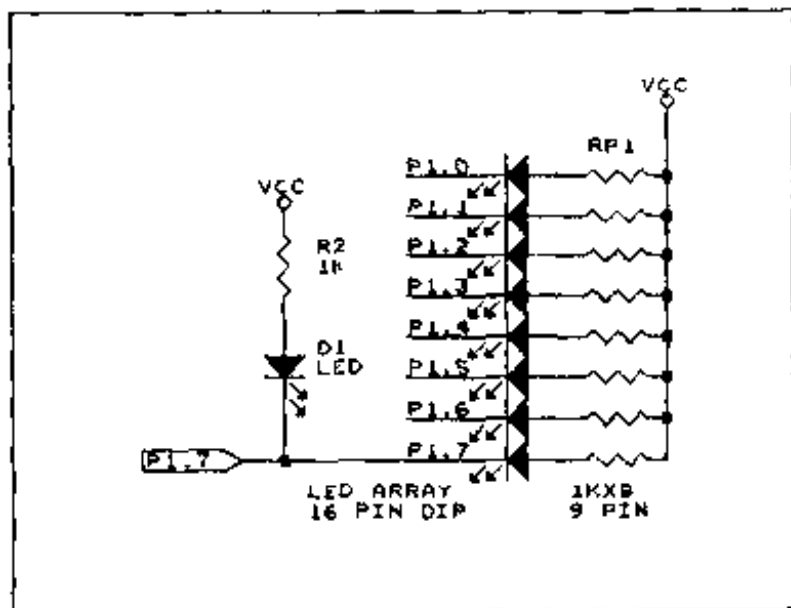 VCC
RP1
P1.0
VCC
P1.1
R2
1K
P1.2
P1.3
P1.4
D1
LED
P1.5
P1.6
P1.7
P1.7
LED ARRAY
16 PIN DIP
1KX8
9 PIN